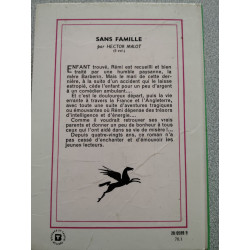 SANS FAMILLE
par HECTOR MALOT
ENFANT trouvé, Rémi est recueilli et bien
traité par une humble paysanne, la
mère Barberin. Mais le mari de cette der-
nière, à la suite d'un accident qui le laisse
estropié, cède l'enfant pour un peu d'argent à
un comédien ambulant...
Et c'est le douloureux départ, puis la vie
errante à travers la France et l'Angleterre,
avec toute une suite d'aventures tragiques
ou émouvantes où Rémi dépense des trésors
d'intelligence et d'énergie...
Comme il voudrait retrouver ses vrais
parents et donner un peu de bonheur à tous
ceux qui l'ont aidé dans sa vie de misère !...
Depuis quatre-vingts ans, ce roman n'a
pas cessé d'enchanter et d'émouvoir les
jeunes lecteurs.
T